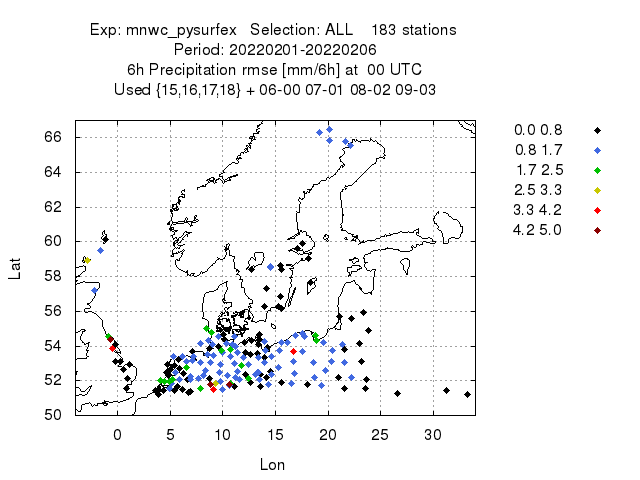 Exp: mnwc_pysurfex Selection: ALL 183 stations
Period: 20220201-20220206
6h Precipitation rmse [mm/6h] at 00 UTC
Used {15,16,17,18} + 06-00 07-01 08-02 09-03
66
64
62
60
58
56
54
52
50
Lat
0 5 10 15 20 25 30
Lon
0.0 0.8
0.8 1.7
1.7 2.5
2.5 3.3
3.3 4.2
4.2 5.0